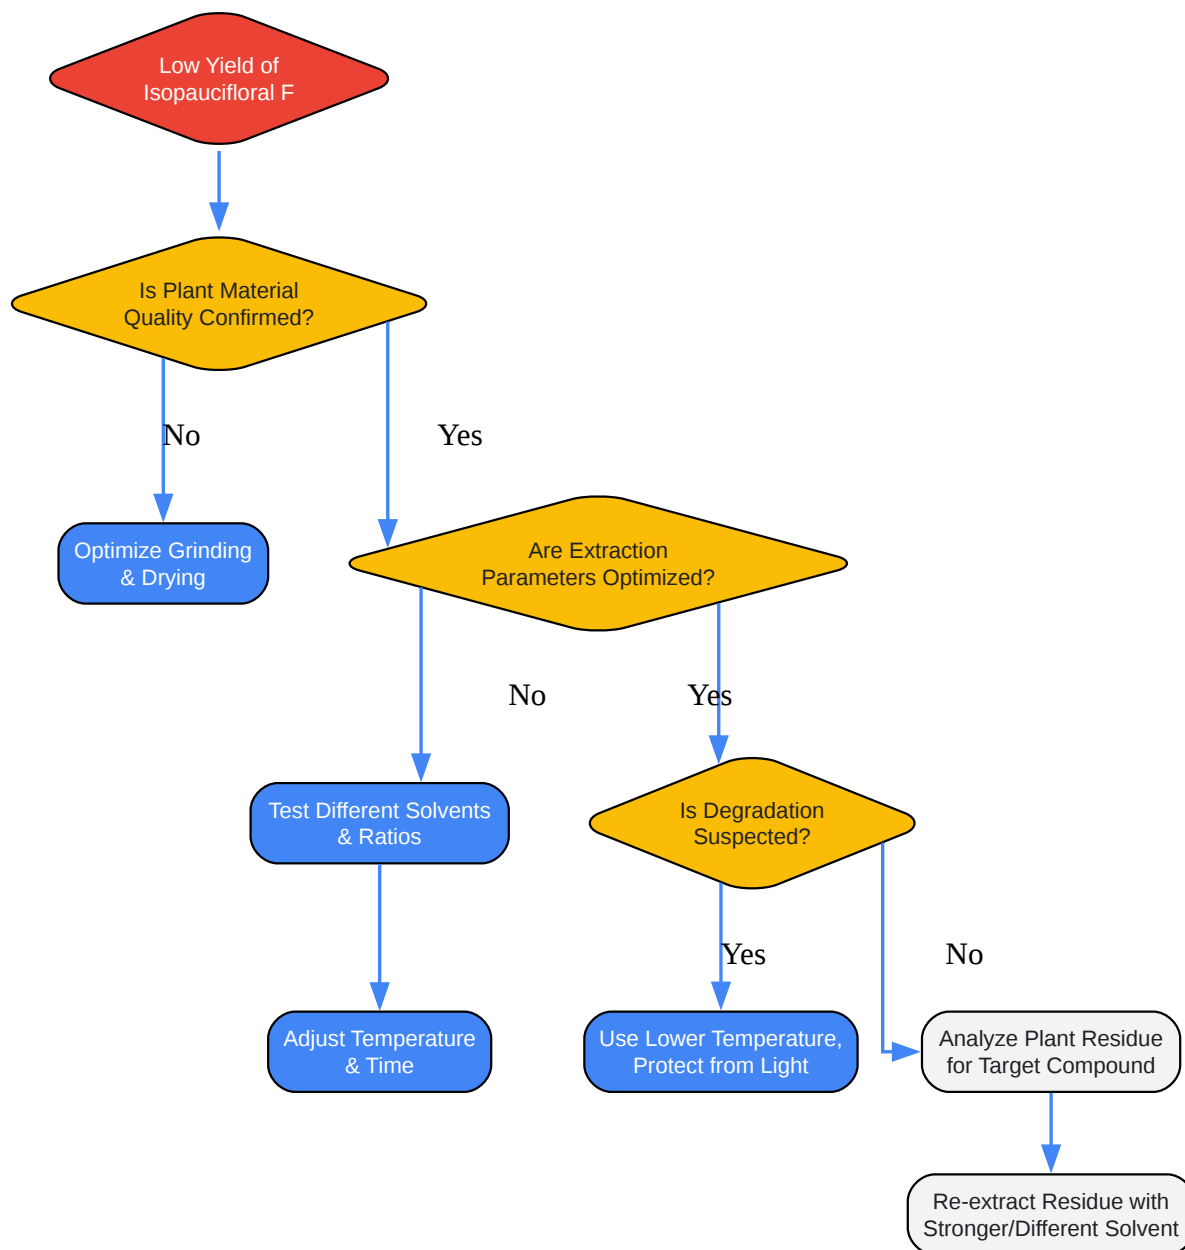 Low Yield of
Isopaucifloral F
Is Plant Material
Quality Confirmed?
No
Yes
Optimize Grinding
& Drying
Are Extraction
Parameters Optimized?
No
Yes
Test Different Solvents
& Ratios
Is Degradation
Suspected?
Yes
No
Adjust Temperature
& Time
Use Lower Temperature,
Protect from Light
Analyze Plant Residue
for Target Compound
Re-extract Residue with
Stronger/Different Solvent